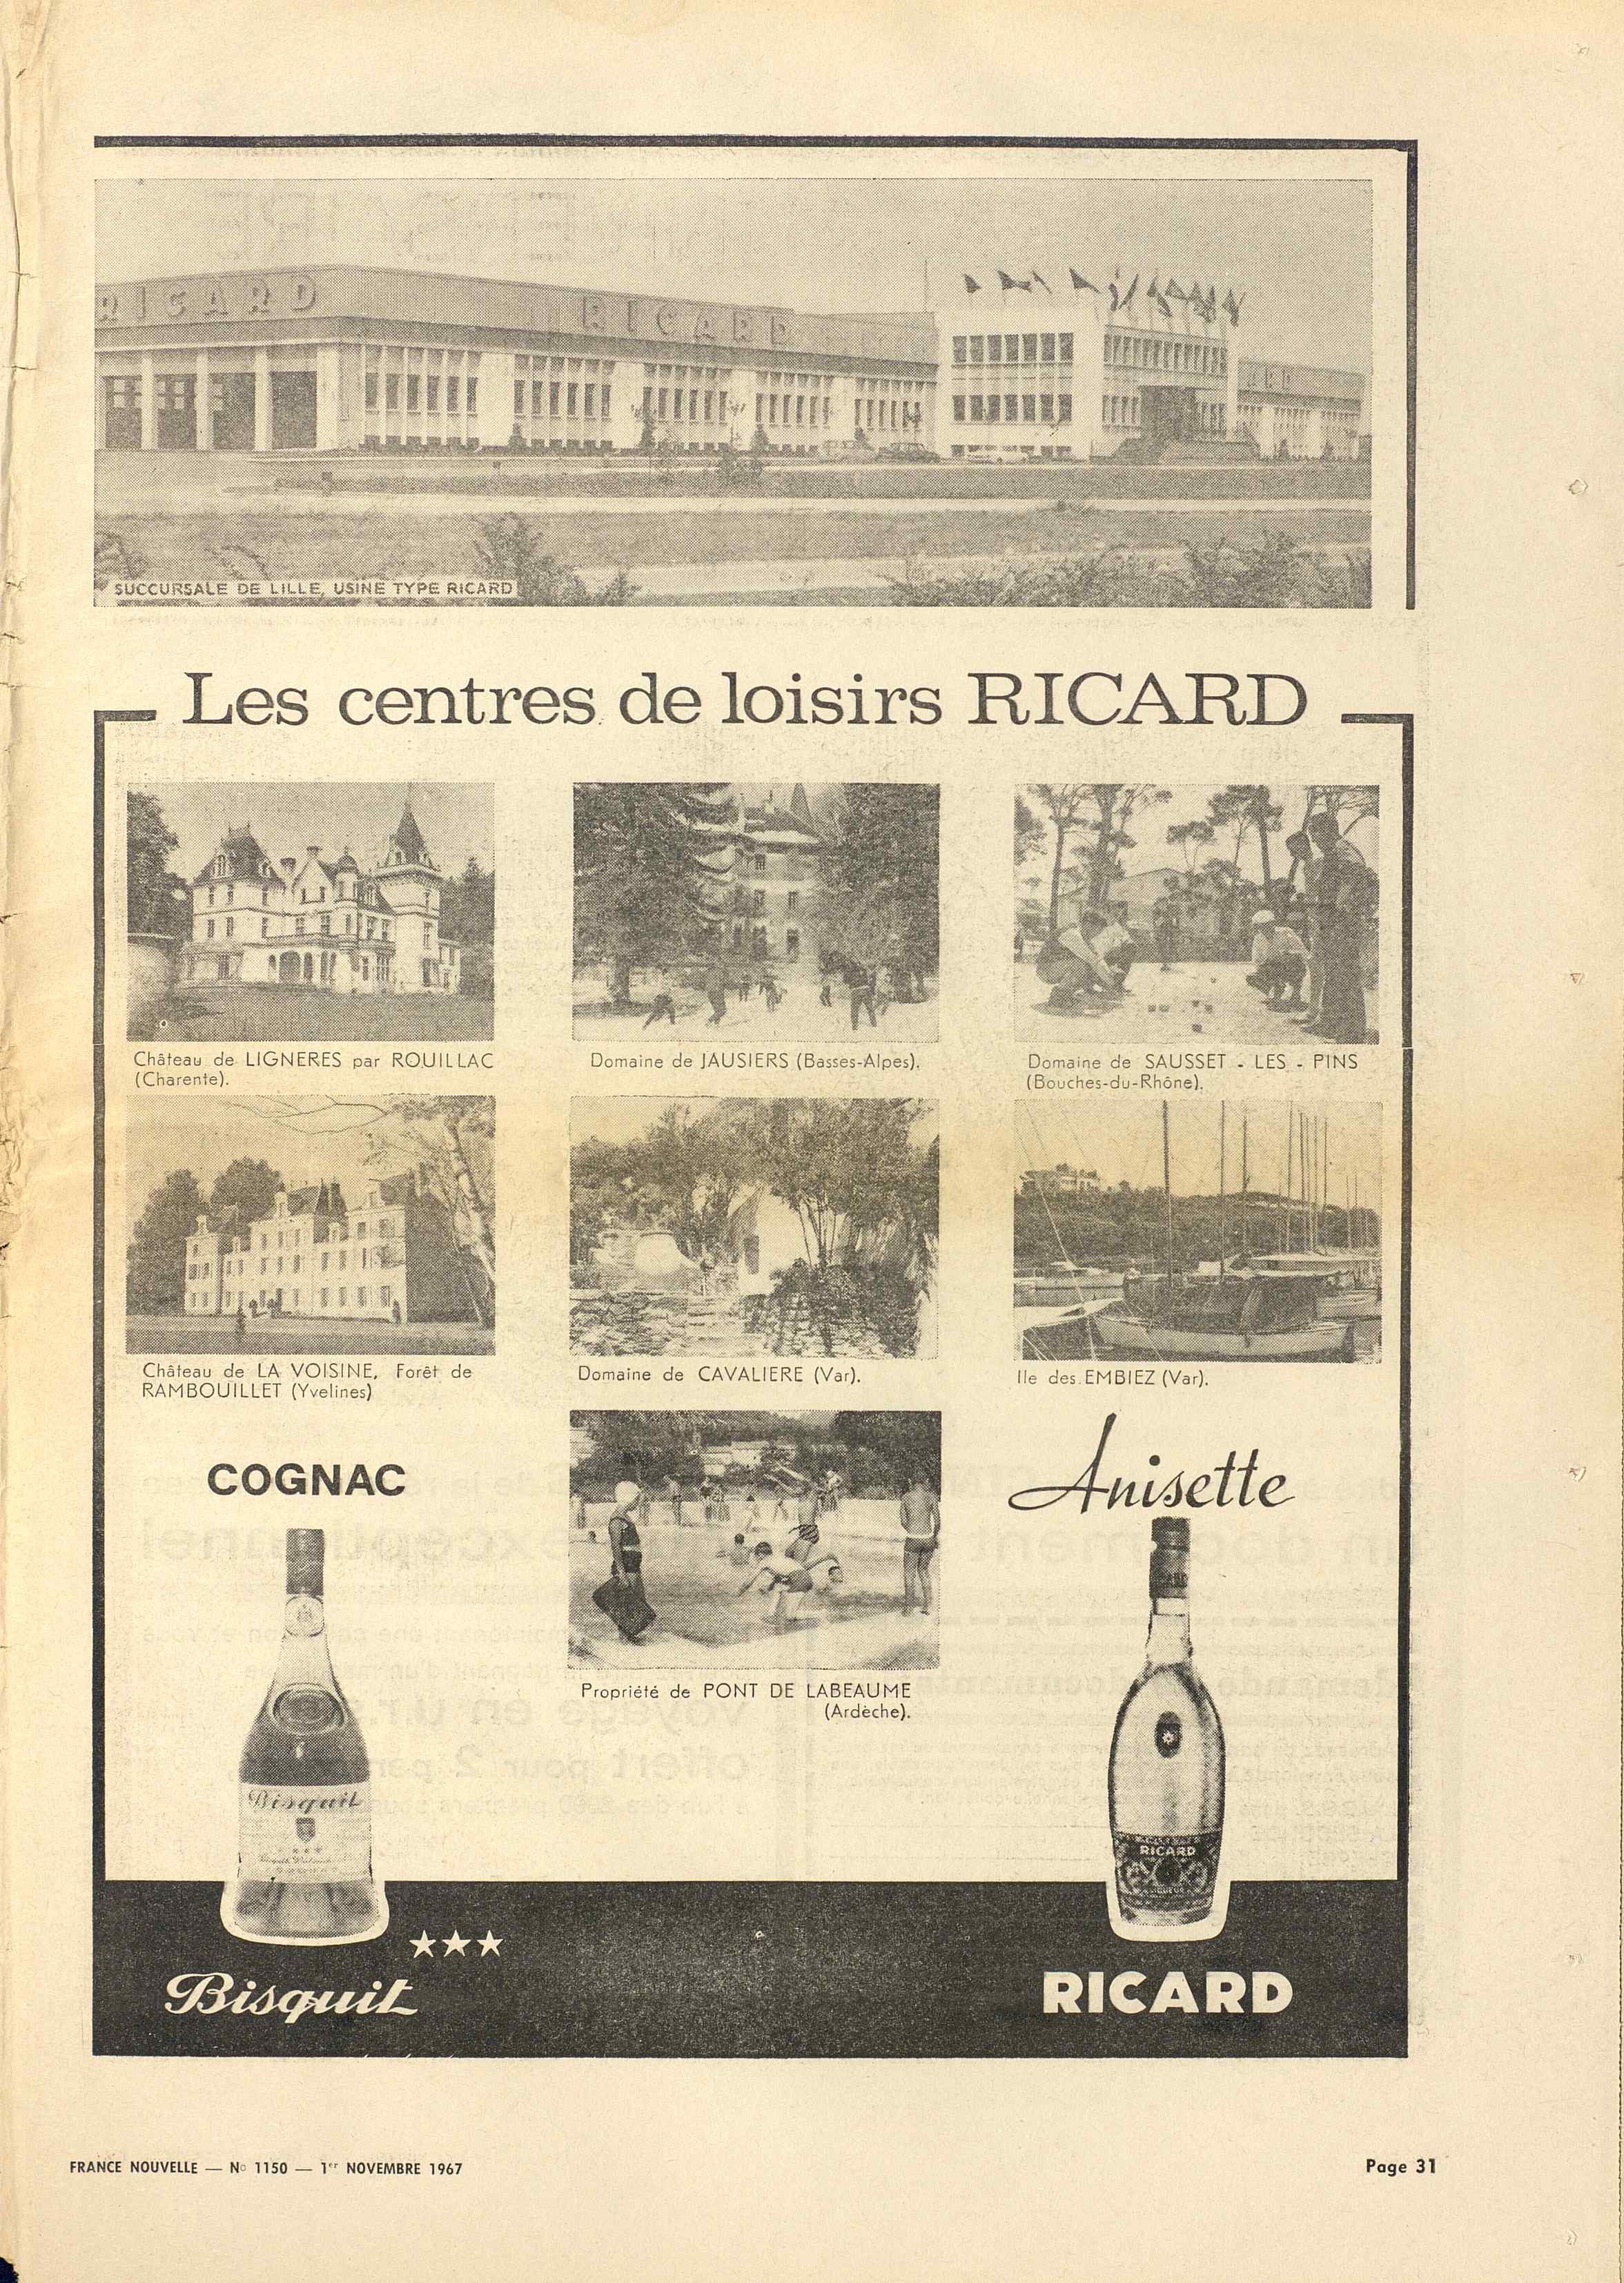 RICARD
RICARD
SUCCURSALE DE LILLE, USINE TYPE RICARD
Les centres de loisirs RICARD
Château de LIGNERES par ROUILLAC
(Charente).
Domaine de JAUSIERS (Basses-Alpes).
Domaine de SAUSSET - LES - PINS
(Bouches-du-Rhône).
Château de LA VOISINE, Forêt de
RAMBOUILLET (Yvelines)
Domaine de CAVALIERE (Var).
Ile des EMBIEZ (Var).
Propriété de PONT DE LABEAUME
(Ardèche).
COGNAC
Bisquit
Anisette
RICARD
Bisquit
RICARD
FRANCE NOUVELLE — No 1150 — 1er NOVEMBRE 1967
Page 31